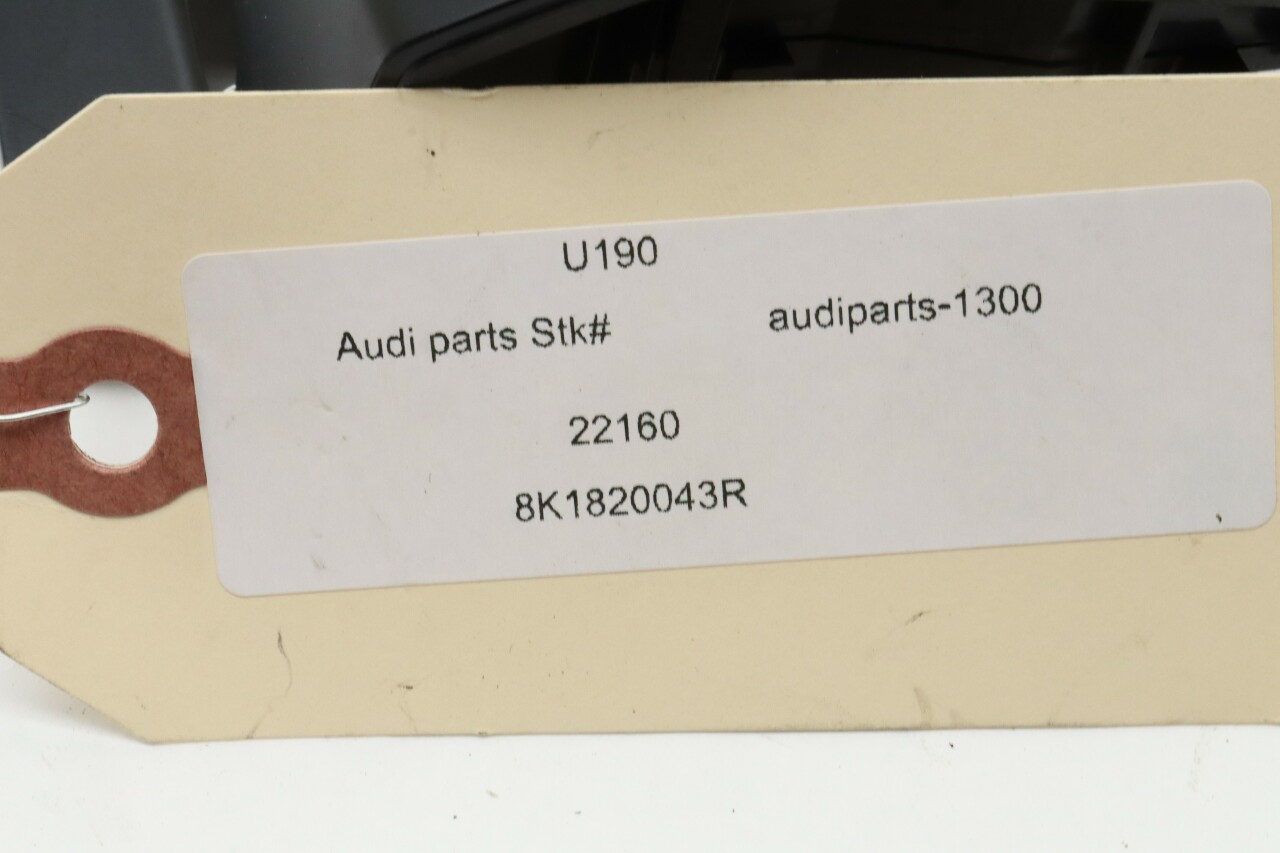 U190
Audi parts Stk# audiparts-1300
22160
8K1820043R